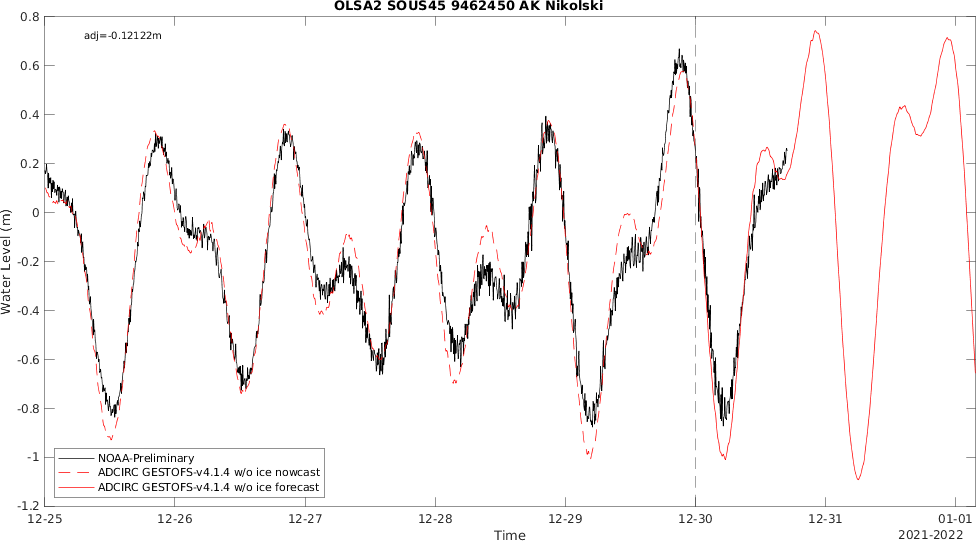 OLSA2 SOUS45 9462450 AK Nikolski
adj=-0.12122m
Water Level (m)
0.8
0.6
0.4
0.2
0
-0.2
-0.4
-0.6
-0.8
-1
-1.2
NOAA-Preliminary
ADCIRC GESTOFS-v4.1.4 w/o ice nowcast
ADCIRC GESTOFS-v4.1.4 w/o ice forecast
12-25 12-26 12-27 12-28 12-29 12-30 12-31 01-01
Time
2021-2022